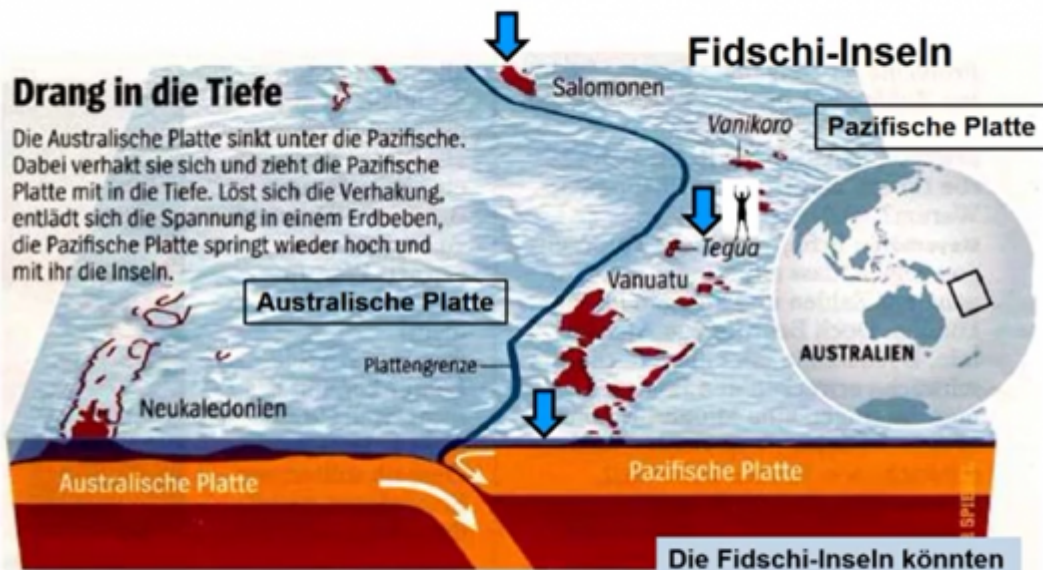 Fidschi-Inseln
Drang in die Tiefe
Die Australische Platte sinkt unter die Pazifische.
Dabei verhakt sie sich und zieht die Pazifische
Platte mit in die Tiefe. Löst sich die Verhakung,
entlädt sich die Spannung in einem Erdbeben,
die Pazifische Platte springt wieder hoch und
mit ihr die Inseln.
Salomonen
Vanikoro
Pazifische Platte
Tegua
Vanuatu
Australische Platte
Plattengrenze
AUSTRALIEN
Neukaledonien
Australische Platte
Pazifische Platte
SPIEGEL
Die Fidschi-Inseln könnten